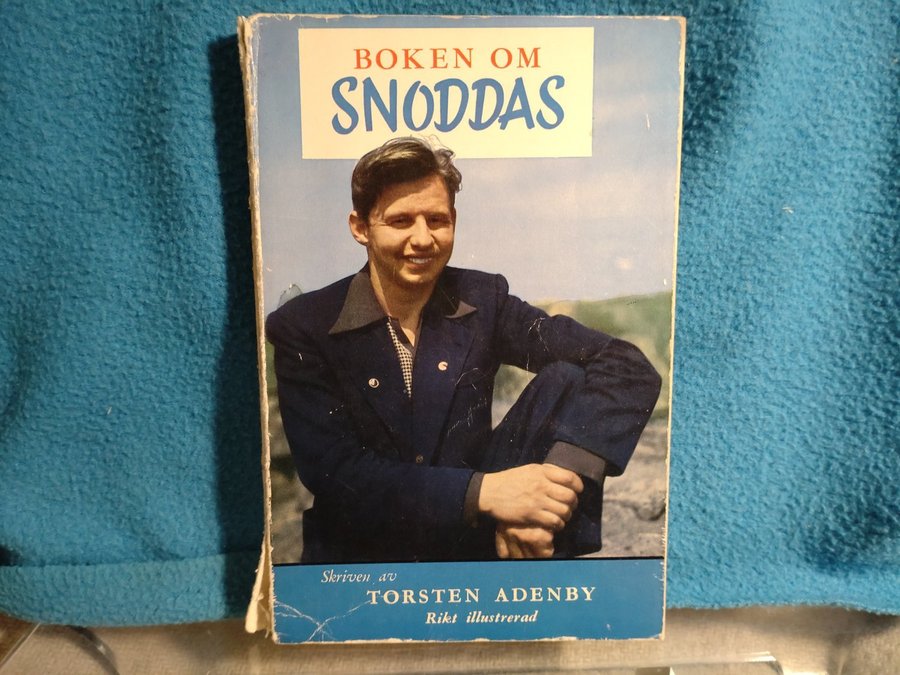 BOKEN OM
SNODDAS
Skriven av
TORSTEN ADENBY
Rikt illustrerad